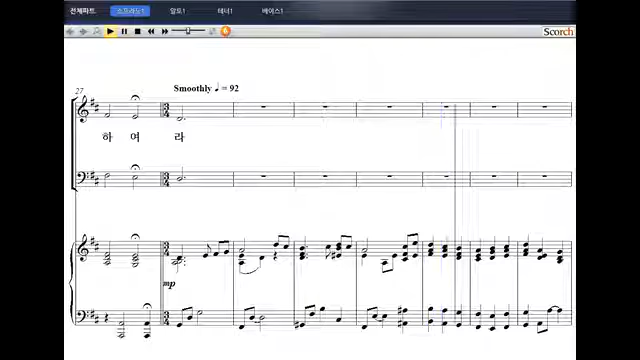 전체파트 소프라노1 알토1 테너1 베이스1
Scorch
Smoothly ♩ = 92
27
하 여 라
mp